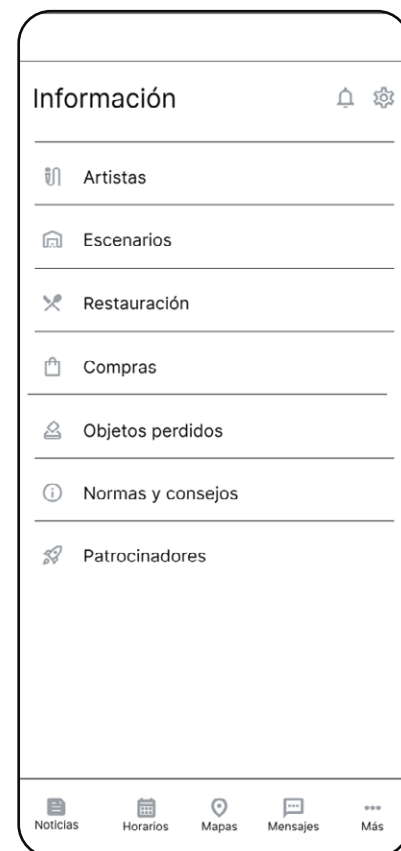 Información
Artistas
Escenarios
Restauración
Compras
Objetos perdidos
Normas y consejos
Patrocinadores
Noticias Horarios Mapas Mensajes Más